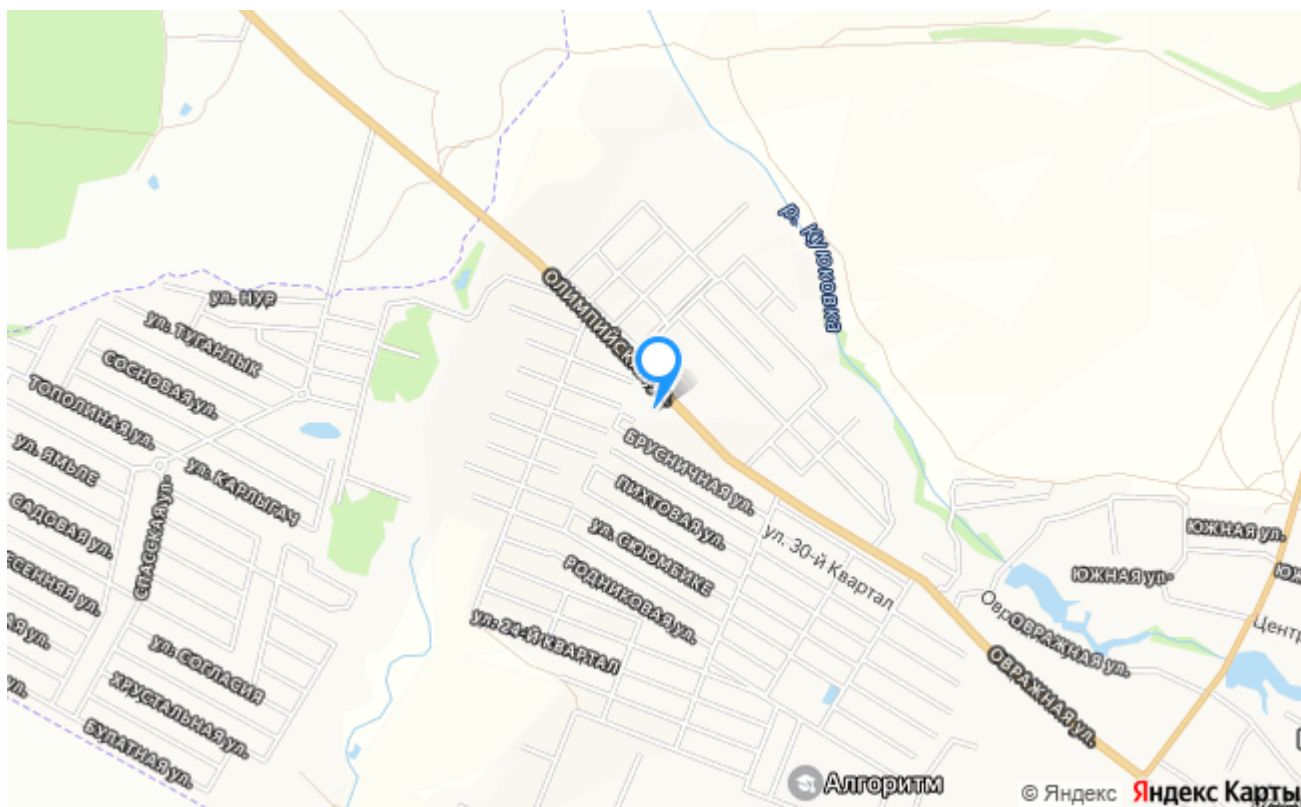 р. Куюковка
ул. НУР
ОЛИМПИЙСКАЯ
ул. ТУГАНЛЫК
СОСНОВАЯ ул.
ТОПОЛИНАЯ ул.
ул. ЯМЬЛЕ
ул. КАРЛЫГАЧ
БРУСНИЧНАЯ ул.
САДОВАЯ ул.
СПАССКАЯ ул.
ПИХТОВАЯ ул.
ул. СЮЮМБИКЕ
ул. 30-й Квартал
РОДНИКОВАЯ ул.
ЮЖНАЯ ул.
ЮЖНАЯ ул.
ул. 24-Й КВАРТАЛ
ОВРАЖНАЯ ул.
Центр
ул. СОГЛАСИЯ
ОВРАЖНАЯ ул.
ХРУСТАЛЬНАЯ ул.
БУЛАТНАЯ ул.
Алгоритм
© Яндекс Яндекс Карты